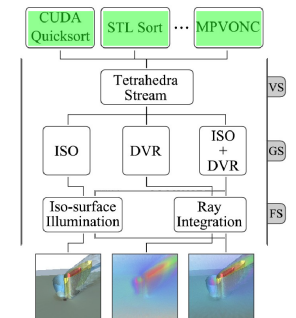 CUDA
Quicksort
STL Sort
...
MPVONC
Tetrahedra
Stream
VS
ISO
DVR
ISO
+
DVR
GS
Iso-surface
Illumination
Ray
Integration
FS